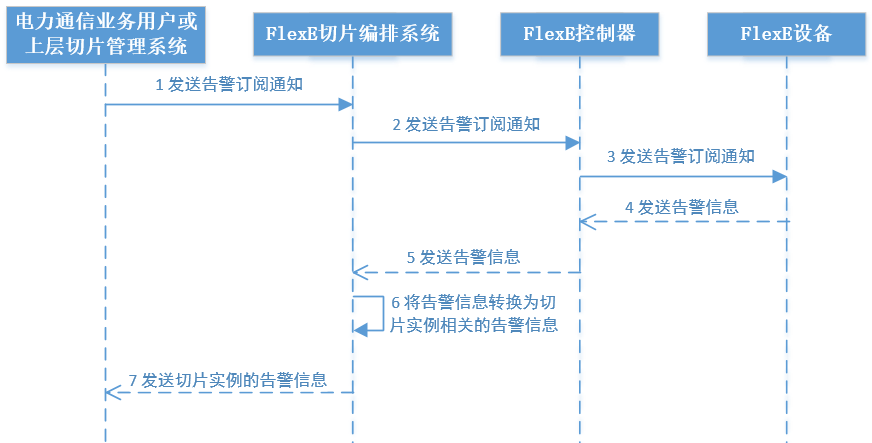 电力通信业务用户或
上层切片管理系统
FlexE切片编排系统
FlexE控制器
FlexE设备
1 发送告警订阅通知
2 发送告警订阅通知
3 发送告警订阅通知
4 发送告警信息
5 发送告警信息
6 将告警信息转换为切
片实例相关的告警信息
7 发送切片实例的告警信息